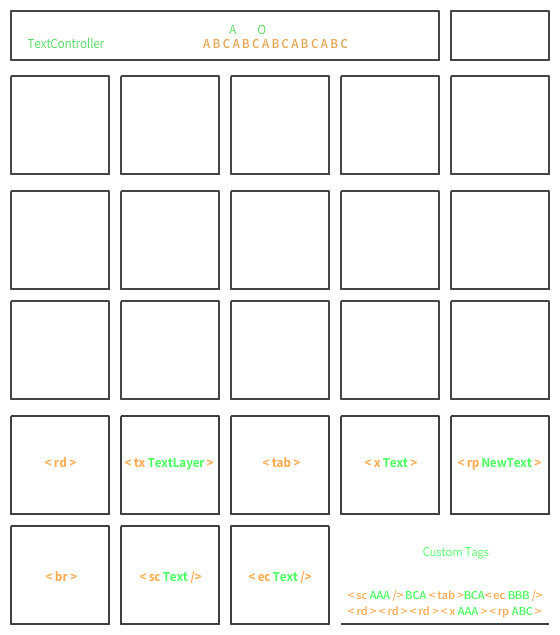 A O
TextController ABCABCABCABCABC
< rd > < tx TextLayer > < tab > < x Text > < rp NewText >
Custom Tags
< br > < sc Text /> < ec Text />
< sc AAA /> BCA < tab >BCA< ec BBB />
< rd > < rd > < rd > < x AAA > < rp ABC >